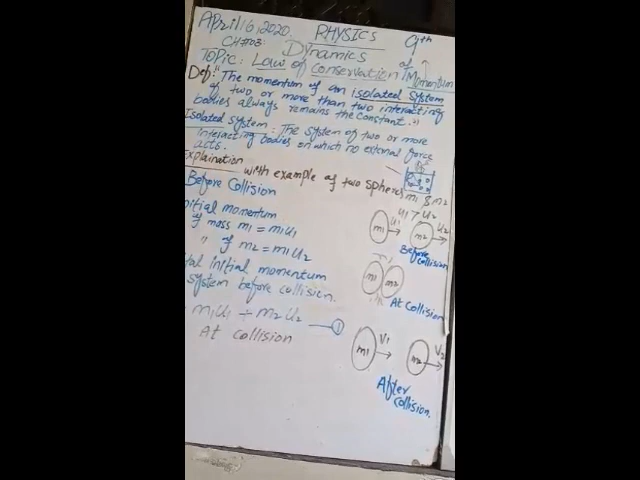 April 16, 2020. PHYSICS 9th
CH#03: Dynamics
Topic: Law of Conservation of Momentum
Def: "The momentum of an isolated system
of two or more than two interacting
bodies always remains the constant."
Isolated system: The system of two or more
interacting bodies on which no external force
acts.
Explaination with example of two spheres m1 & m2
Before Collision
u1 > u2
m1 u1 m2 u2
Before collision
initial momentum
of mass m1 = m1u1
" of m2 = m1u2
total initial momentum
system before collision.
m1 m2
At Collision
m1u1 + m2u2 — 1
At collision
m1 V1 m2 V2
After collision.